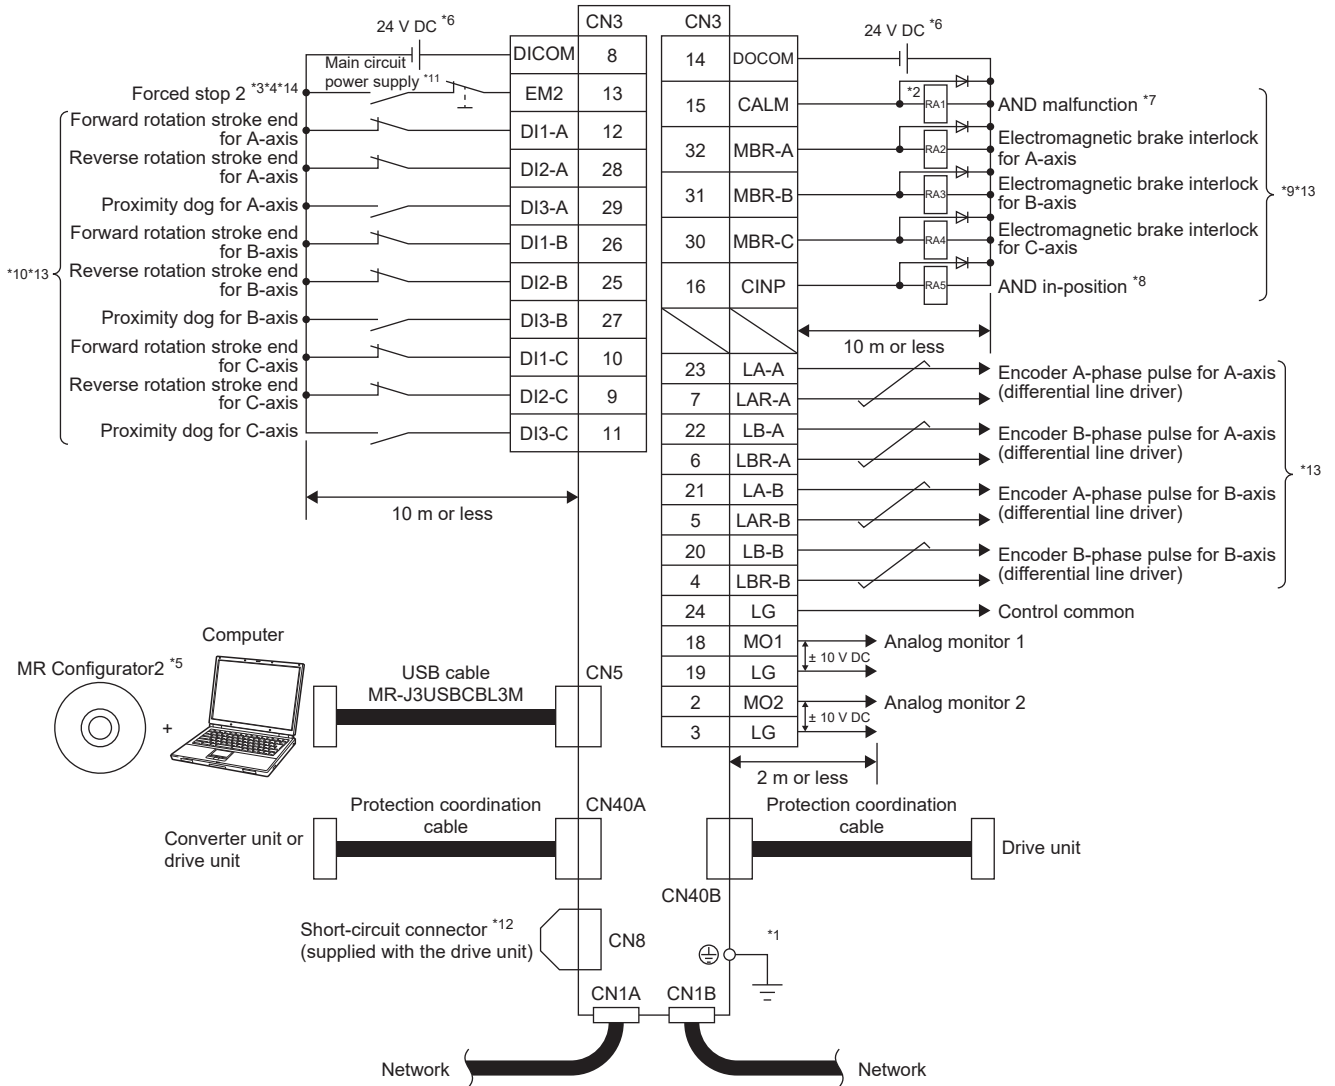 CN3
CN3
24 V DC *6
24 V DC *6
DICOM 8
14 DOCOM
Main circuit
power supply *11
Forced stop 2 *3*4*14
EM2 13
15 CALM
*2
RA1
AND malfunction *7
Forward rotation stroke end
for A-axis
DI1-A 12
32 MBR-A
RA2
Electromagnetic brake interlock
for A-axis
Reverse rotation stroke end
for A-axis
DI2-A 28
31 MBR-B
RA3
Electromagnetic brake interlock
for B-axis
*9*13
Proximity dog for A-axis
DI3-A 29
Forward rotation stroke end
for B-axis
DI1-B 26
30 MBR-C
RA4
Electromagnetic brake interlock
for C-axis
*10*13
Reverse rotation stroke end
for B-axis
DI2-B 25
16 CINP
RA5
AND in-position *8
Proximity dog for B-axis
DI3-B 27
10 m or less
Forward rotation stroke end
for C-axis
DI1-C 10
Reverse rotation stroke end
for C-axis
DI2-C 9
Proximity dog for C-axis
DI3-C 11
10 m or less
23 LA-A
7 LAR-A
Encoder A-phase pulse for A-axis
(differential line driver)
22 LB-A
6 LBR-A
Encoder B-phase pulse for A-axis
(differential line driver)
*13
21 LA-B
5 LAR-B
Encoder A-phase pulse for B-axis
(differential line driver)
20 LB-B
4 LBR-B
Encoder B-phase pulse for B-axis
(differential line driver)
24 LG
Control common
18 MO1
Analog monitor 1
± 10 V DC
19 LG
2 MO2
Analog monitor 2
± 10 V DC
3 LG
2 m or less
Computer
MR Configurator2 *5
+
USB cable
MR-J3USBCBL3M
CN5
Protection coordination
cable
CN40A
Converter unit or
drive unit
Protection coordination
cable
Drive unit
CN40B
Short-circuit connector *12
(supplied with the drive unit)
CN8
*1
CN1A
CN1B
Network
Network